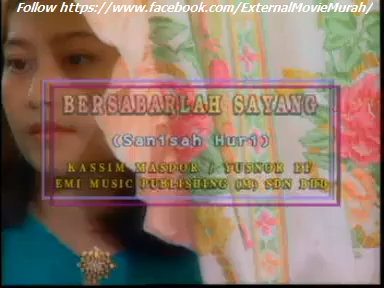 Follow https://www.facebook.com/ExternalMovieMurah/
BERSABARLAH SAYANG
(Sanisah Huri)
KASSIM MASDOR / YUSNOR EF
EMI MUSIC PUBLISHING (M) SDN BHD